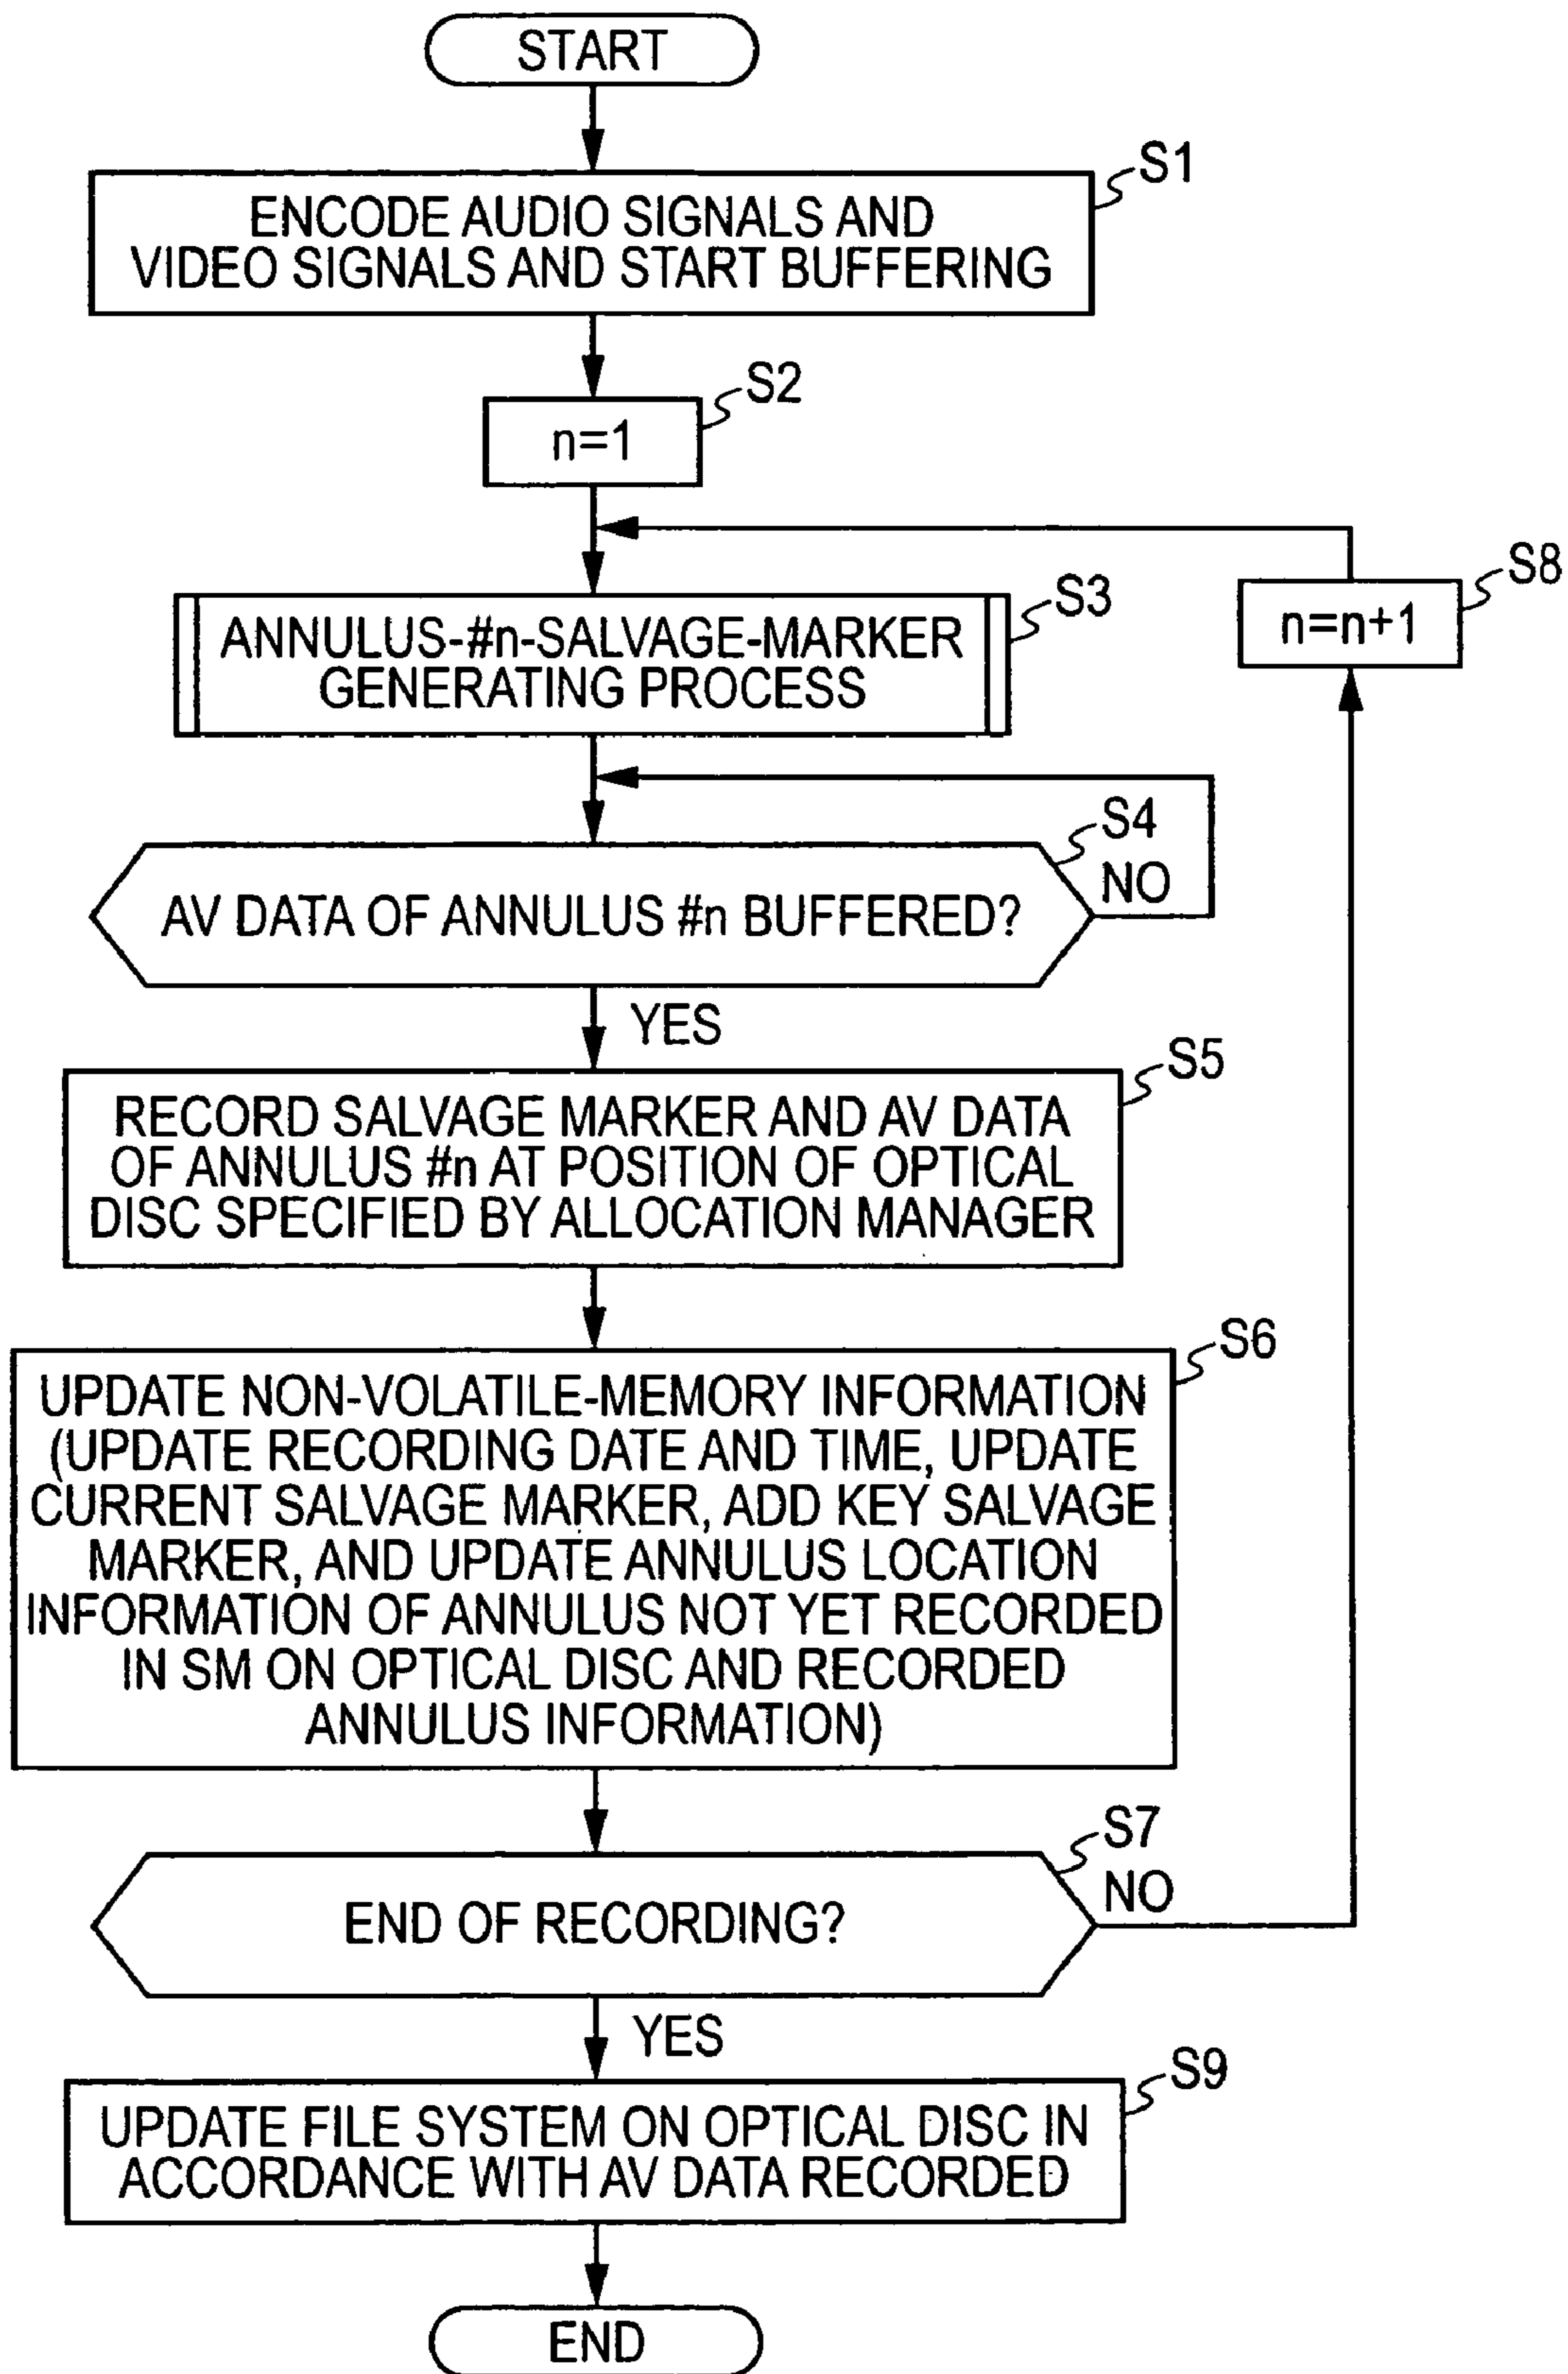 START
S1
ENCODE AUDIO SIGNALS AND
VIDEO SIGNALS AND START BUFFERING
S2
n=1
S8
n=n+1
S3
ANNULUS-#n-SALVAGE-MARKER
GENERATING PROCESS
S4
NO
AV DATA OF ANNULUS #n BUFFERED?
YES
S5
RECORD SALVAGE MARKER AND AV DATA
OF ANNULUS #n AT POSITION OF OPTICAL
DISC SPECIFIED BY ALLOCATION MANAGER
S6
UPDATE NON-VOLATILE-MEMORY INFORMATION
(UPDATE RECORDING DATE AND TIME, UPDATE
CURRENT SALVAGE MARKER, ADD KEY SALVAGE
MARKER, AND UPDATE ANNULUS LOCATION
INFORMATION OF ANNULUS NOT YET RECORDED
IN SM ON OPTICAL DISC AND RECORDED
ANNULUS INFORMATION)
S7
NO
END OF RECORDING?
YES
S9
UPDATE FILE SYSTEM ON OPTICAL DISC IN
ACCORDANCE WITH AV DATA RECORDED
END